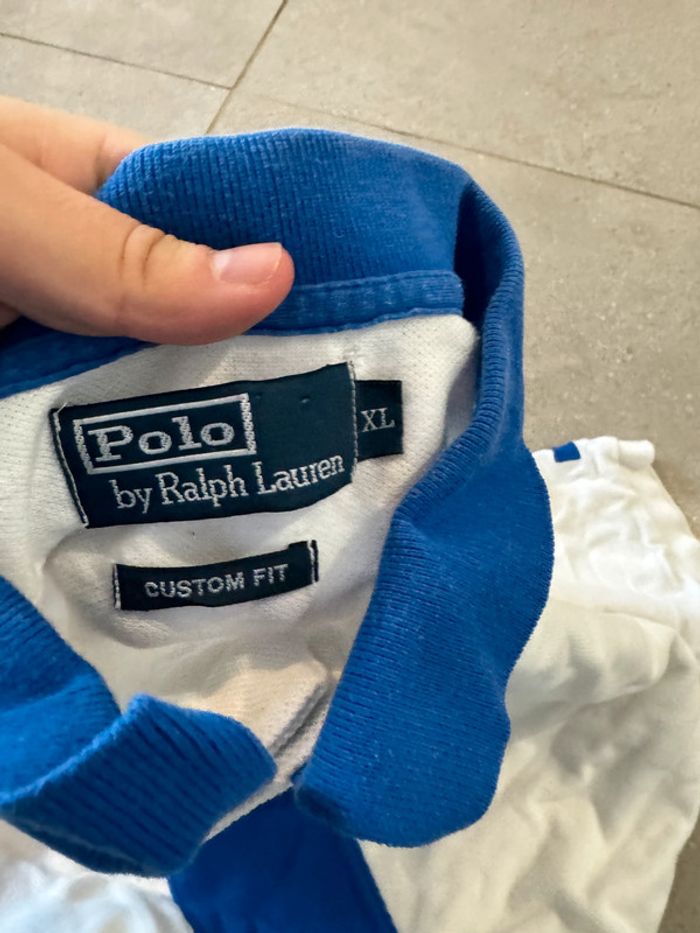 Polo
by Ralph Lauren
XL
CUSTOM FIT